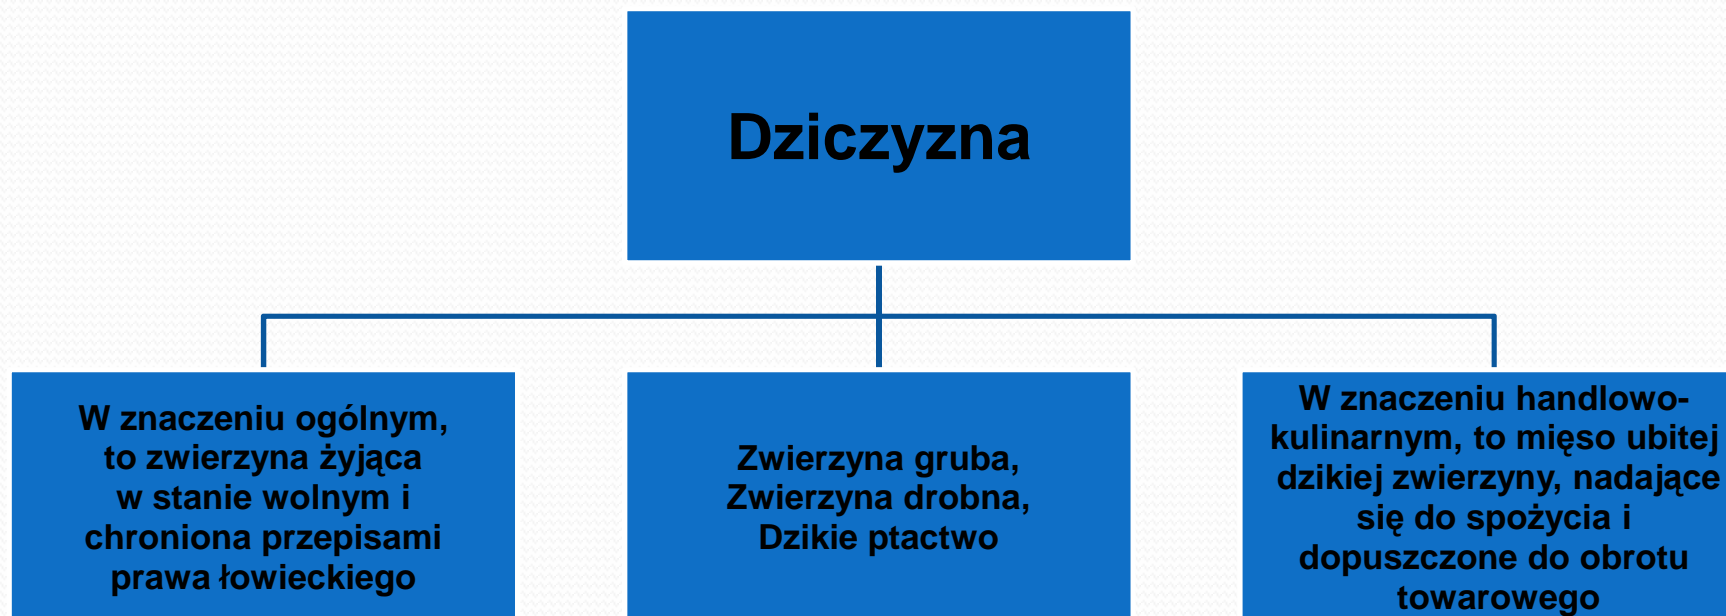 Dziczyzna
W znaczeniu ogólnym,
to zwierzyna żyjąca
w stanie wolnym i
chroniona przepisami
prawa łowieckiego
Zwierzyna gruba,
Zwierzyna drobna,
Dzikie ptactwo
W znaczeniu handlowo-
kulinarnym, to mięso ubitej
dzikiej zwierzyny, nadające
się do spożycia i
dopuszczone do obrotu
towarowego